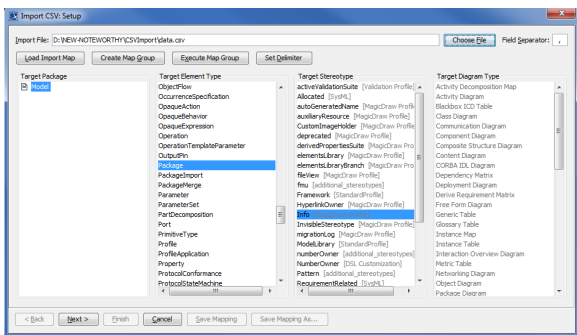 Import CSV: Setup
Import File: D:\NEW-NOTEWORTHY\CSVImport\data.csv
Choose File
Field Separator: ,
Load Import Map
Create Map Group
Execute Map Group
Set Delimiter
Target Package
Model
Target Element Type
ObjectFlow
OccurrenceSpecification
OpaqueAction
OpaqueBehavior
OpaqueExpression
Operation
OperationTemplateParameter
OutputPin
Package
PackageImport
PackageMerge
Parameter
ParameterSet
PartDecomposition
Port
PrimitiveType
Profile
ProfileApplication
Property
ProtocolConformance
ProtocolStateMachine
Target Stereotype
activeValidationSuite [Validation Profile]
Allocated [SysML]
autoGeneratedName [MagicDraw Profil
auxiliaryResource [MagicDraw Profile]
CustomImageHolder [MagicDraw Profile
deprecated [MagicDraw Profile]
derivedPropertiesSuite [MagicDraw Pro
elementsLibrary [MagicDraw Profile]
elementsLibraryBranch [MagicDraw Pro
fileView [MagicDraw Profile]
fmu [additional_stereotypes]
Framework [StandardProfile]
HyperlinkOwner [MagicDraw Profile]
Info
InvisibleStereotype [MagicDraw Profile]
migrationLog [MagicDraw Profile]
ModelLibrary [StandardProfile]
numberOwner [additional_stereotypes]
NumberOwner [DSL Customization]
Pattern [additional_stereotypes]
RequirementRelated [SysML]
Target Diagram Type
Activity Decomposition Map
Activity Diagram
Blackbox ICD Table
Class Diagram
Communication Diagram
Component Diagram
Composite Structure Diagram
Content Diagram
CORBA IDL Diagram
Dependency Matrix
Deployment Diagram
Derive Requirement Matrix
Free Form Diagram
Generic Table
Glossary Table
Instance Map
Instance Table
Interaction Overview Diagram
Metric Table
Networking Diagram
Object Diagram
Package Diagram
< Back
Next >
Finish
Cancel
Save Mapping
Save Mapping As...